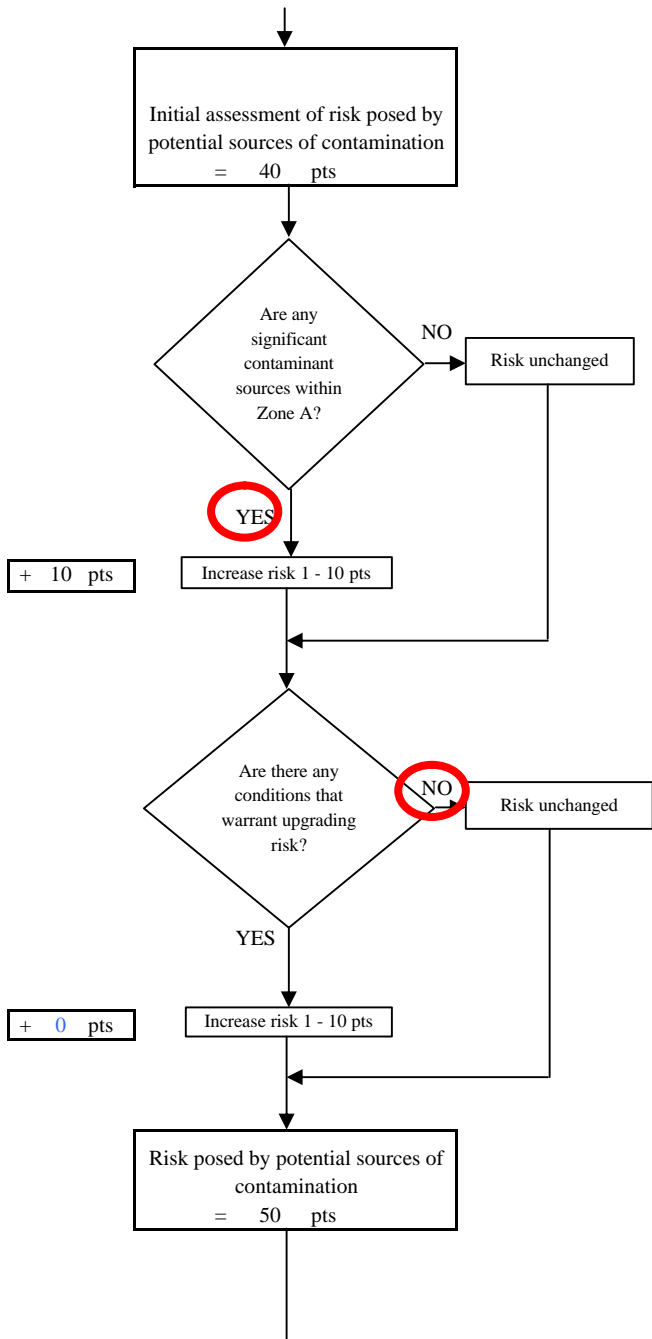 Initial assessment of risk posed by
potential sources of contamination
= 40 pts
Are any
significant
contaminant
sources within
Zone A?
NO
Risk unchanged
YES
+ 10 pts
Increase risk 1 - 10 pts
Are there any
conditions that
warrant upgrading
risk?
NO
Risk unchanged
YES
+ 0 pts
Increase risk 1 - 10 pts
Risk posed by potential sources of
contamination
= 50 pts